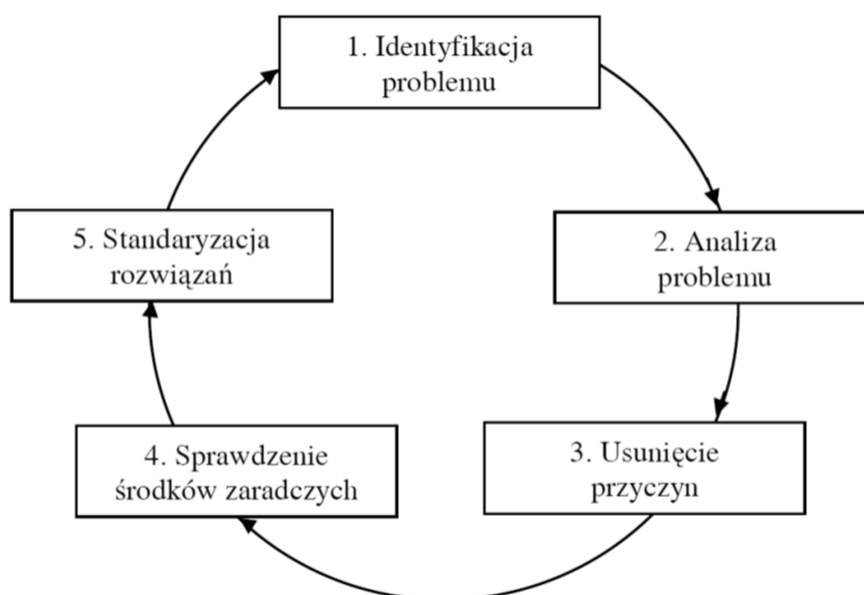 1. Identyfikacja
problemu
2. Analiza
problemu
3. Usunięcie
przyczyn
4. Sprawdzenie
środków zaradczych
5. Standaryzacja
rozwiązań